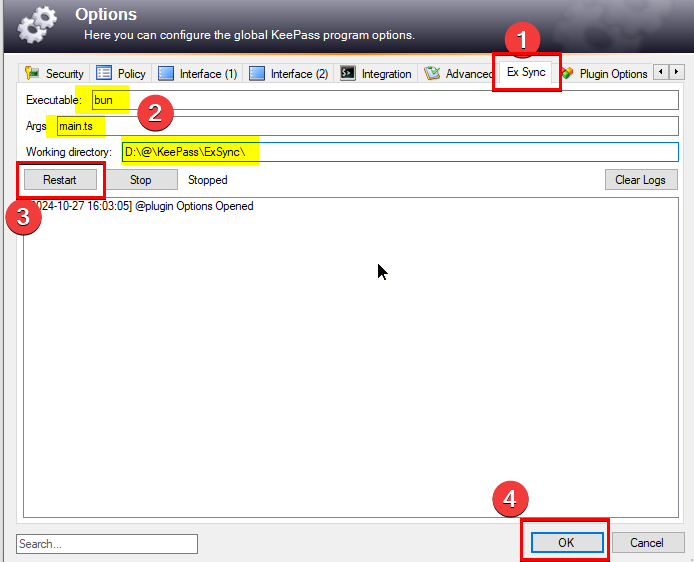 Options
Here you can configure the global KeePass program options.
1
Security Policy Interface (1) Interface (2) Integration Advanced Ex Sync Plugin Options
Executable: bun
2
Args main.ts
Working directory: D:\@\KeePass\ExSync\
Restart Stop Stopped Clear Logs
3
2024-10-27 16:03:05] @plugin Options Opened
4
Search... OK Cancel